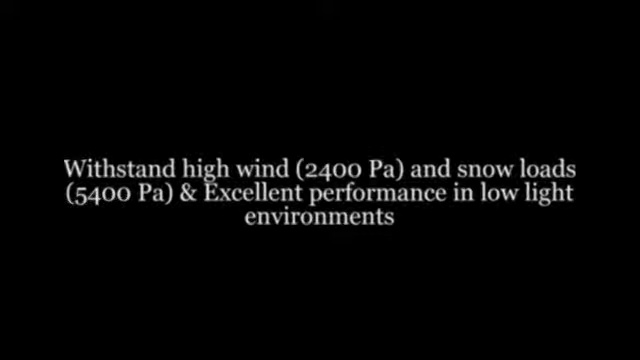 Withstand high wind (2400 Pa) and snow loads
(5400 Pa) & Excellent performance in low light
environments